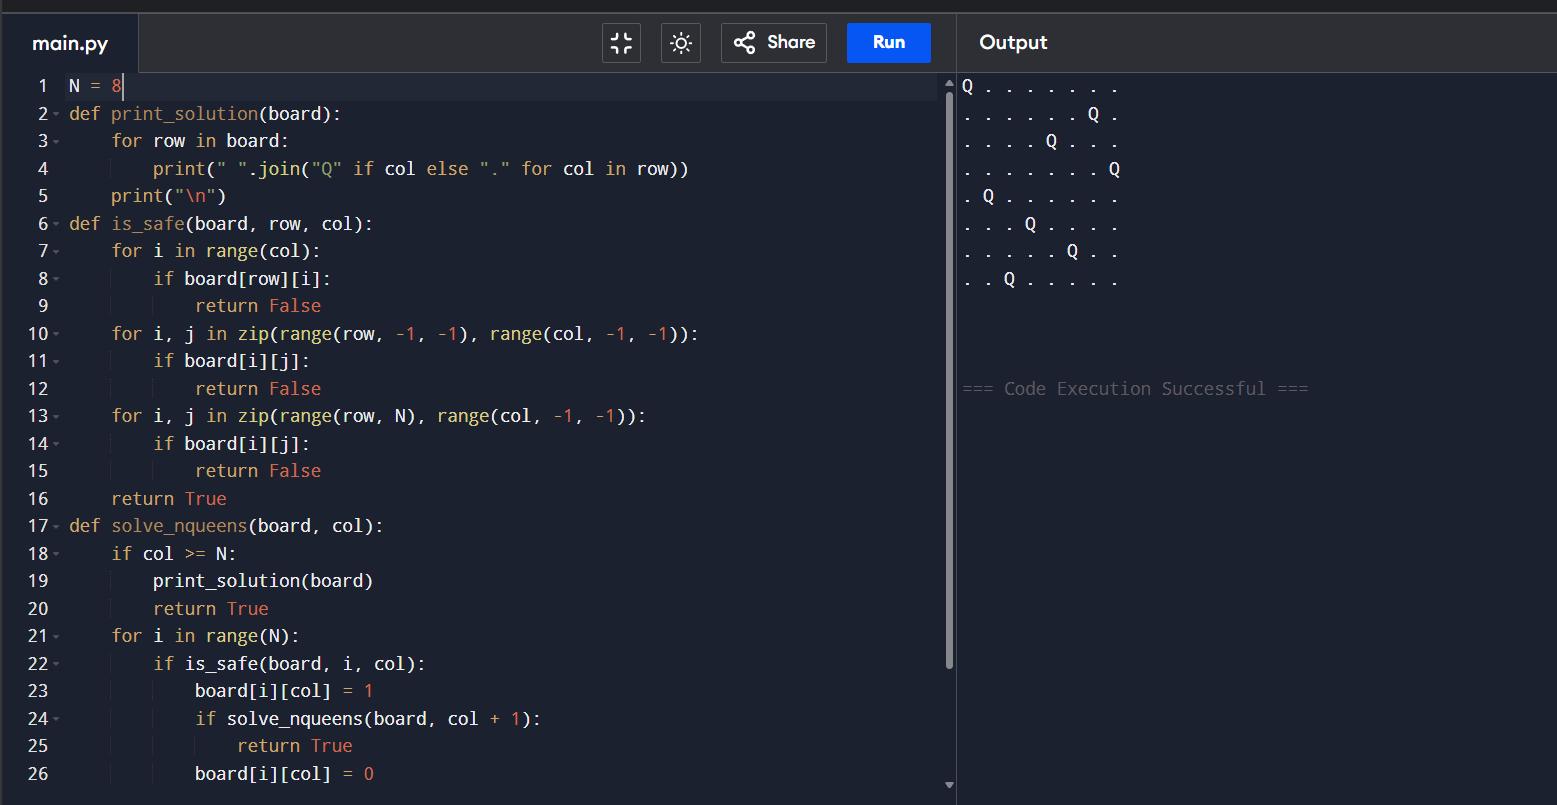 main.py
Share
Run
Output
1 N = 8
2 def print_solution(board):
3     for row in board:
4         print(" ".join("Q" if col else "." for col in row))
5     print("\n")
6 def is_safe(board, row, col):
7     for i in range(col):
8         if board[row][i]:
9             return False
10     for i, j in zip(range(row, -1, -1), range(col, -1, -1)):
11         if board[i][j]:
12             return False
13     for i, j in zip(range(row, N), range(col, -1, -1)):
14         if board[i][j]:
15             return False
16     return True
17 def solve_nqueens(board, col):
18     if col >= N:
19         print_solution(board)
20         return True
21     for i in range(N):
22         if is_safe(board, i, col):
23             board[i][col] = 1
24             if solve_nqueens(board, col + 1):
25                 return True
26             board[i][col] = 0
Q . . . . . . .
. . . . . . Q .
. . . . Q . . .
. . . . . . . Q
. Q . . . . . .
. . . Q . . . .
. . . . . Q . .
. . Q . . . . .
=== Code Execution Successful ===